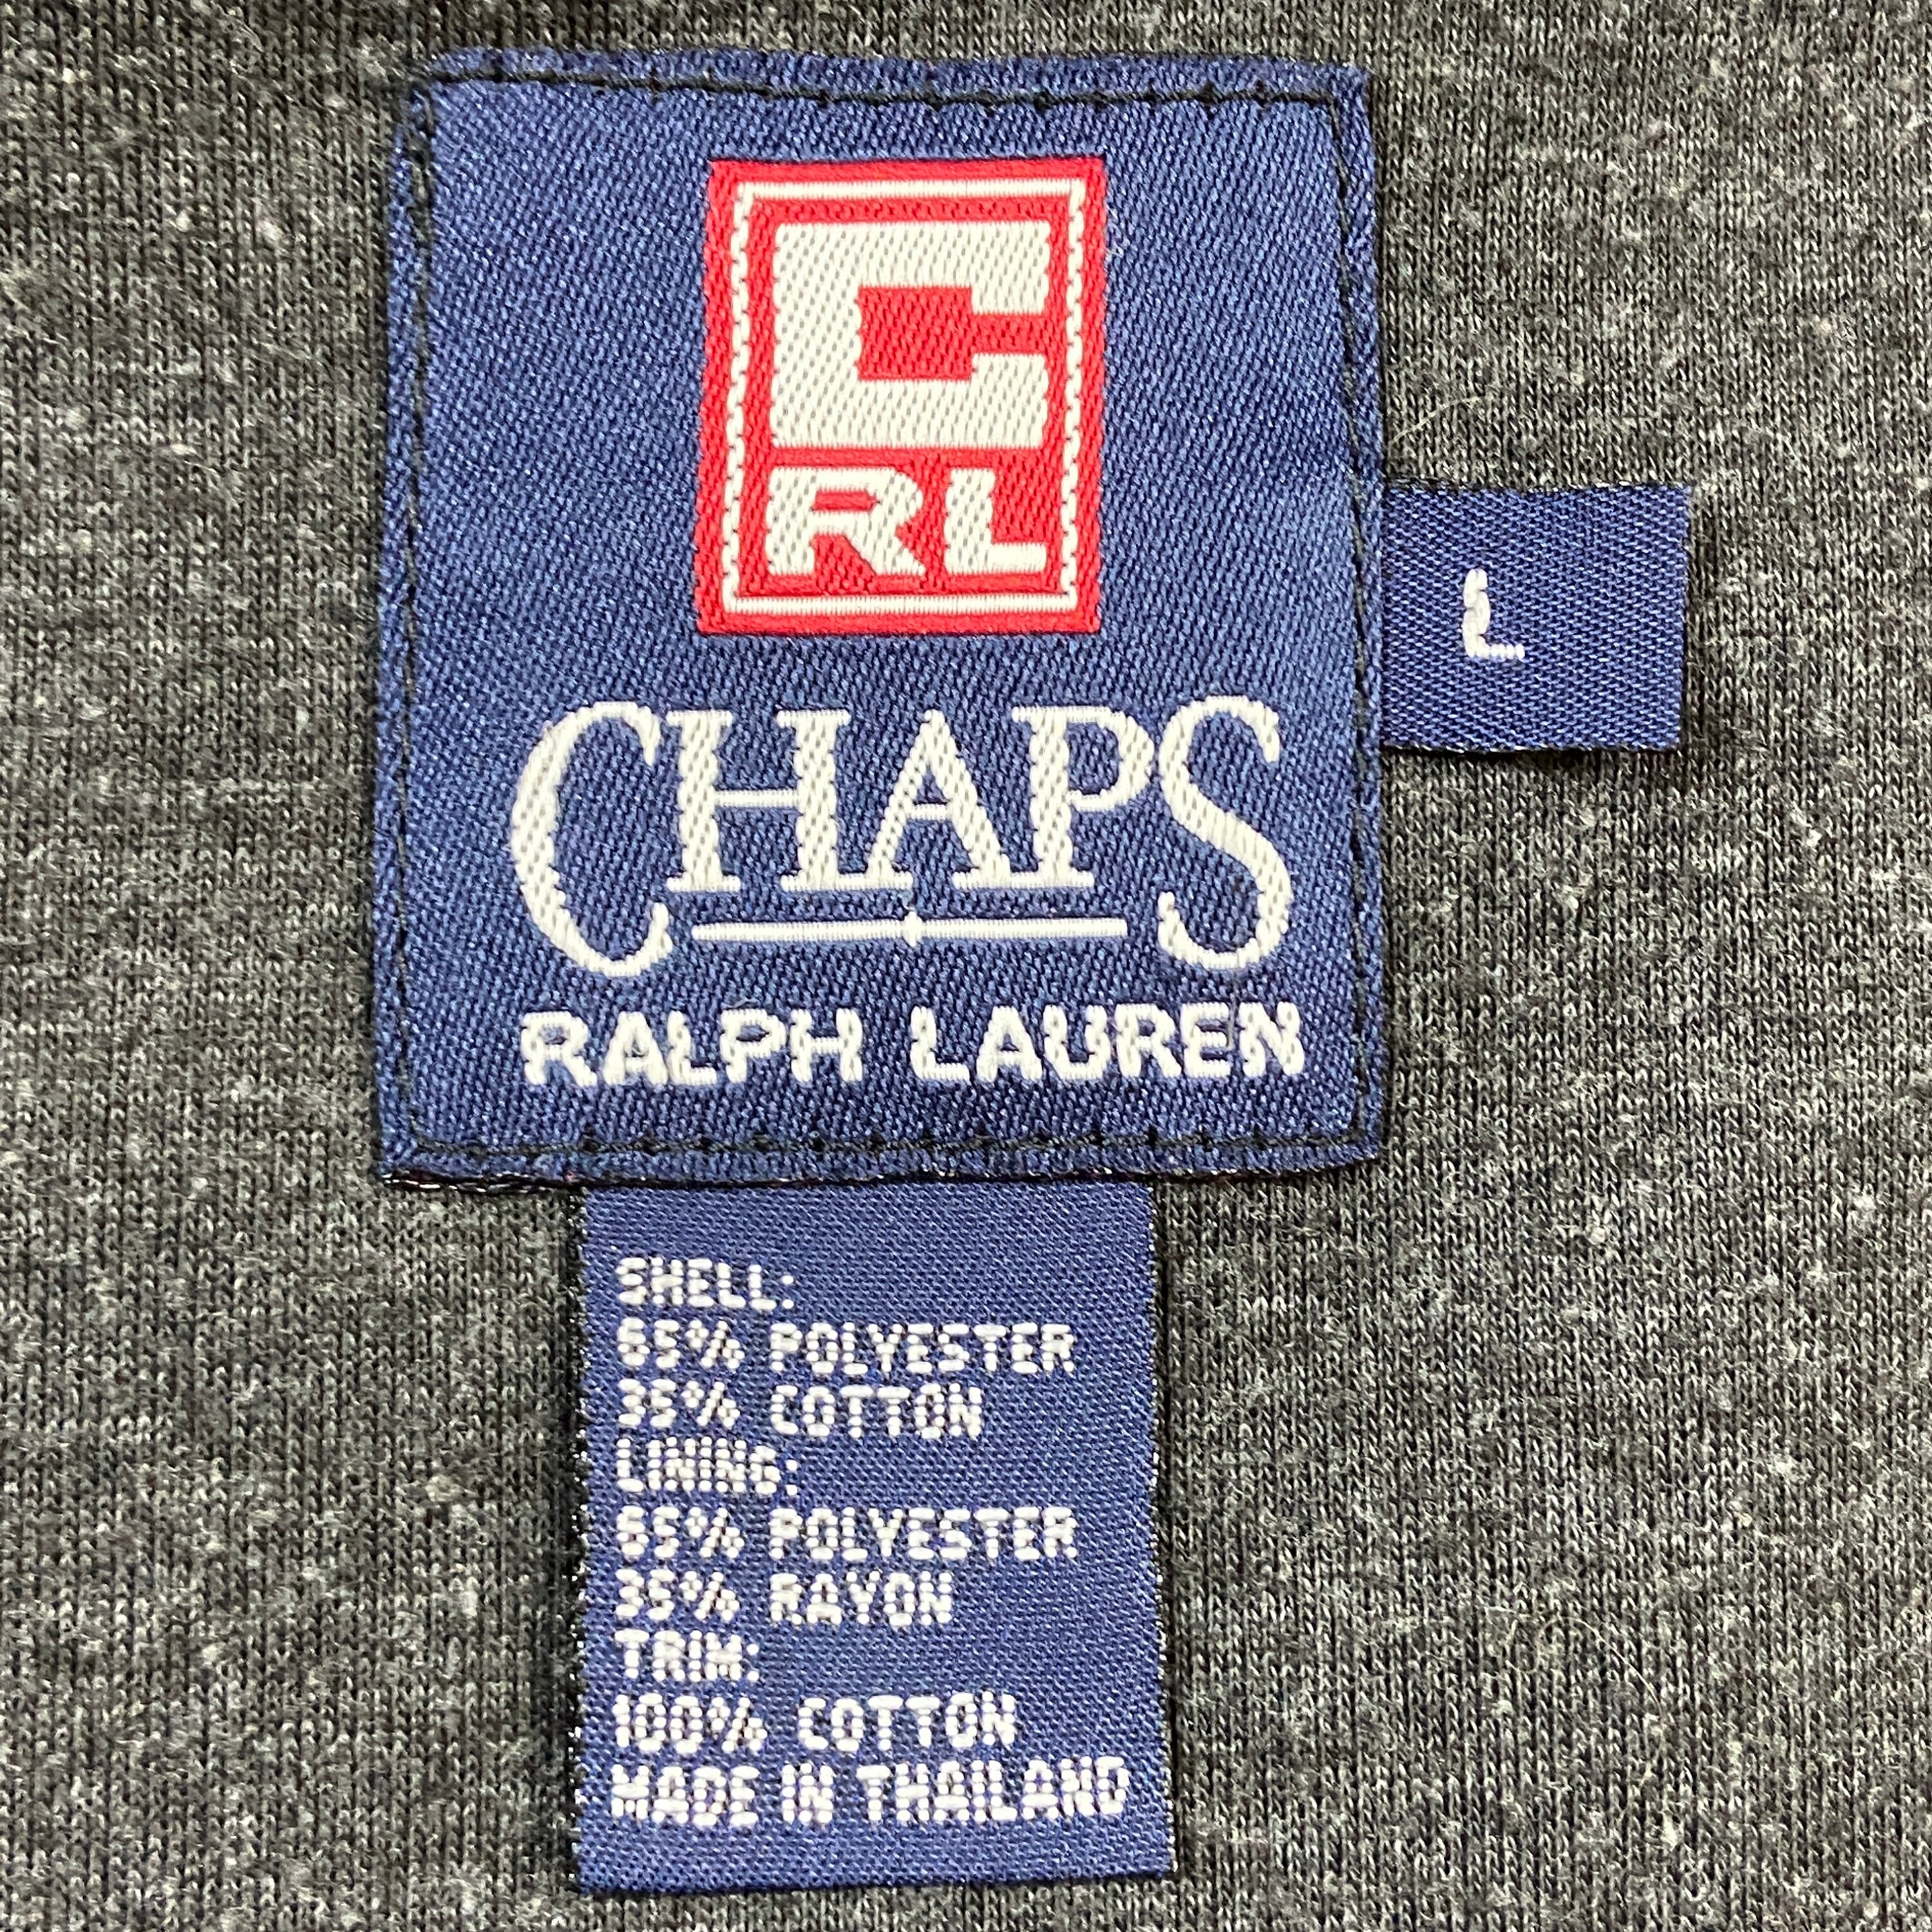 C
RL
CHAPS
RALPH LAUREN
L
SHELL:
65% POLYESTER
35% COTTON
LINING:
65% POLYESTER
35% RAYON
TRIM:
100% COTTON
MADE IN THAILAND